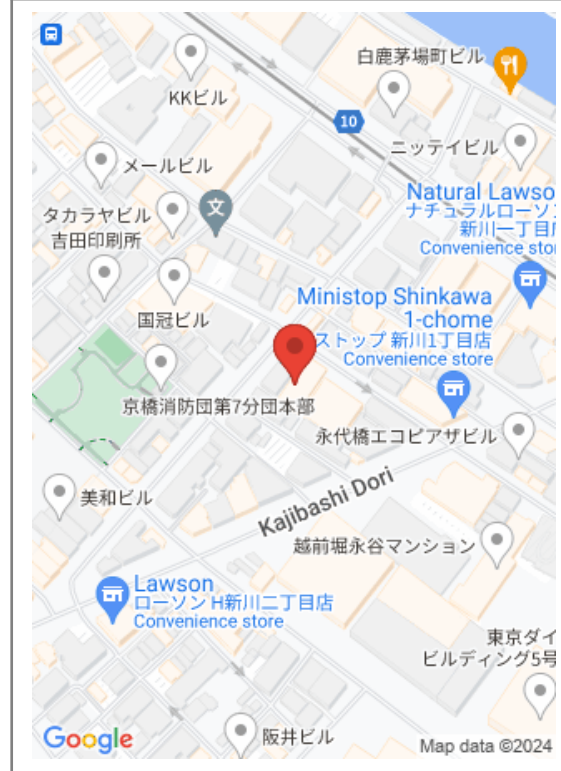 白鹿茅場町ビル
KKビル
10
ニッテイビル
メールビル
文
タカラヤビル
吉田印刷所
Natural Lawso
ナチュラルローソン
新川一丁目店
Convenience stor
国冠ビル
Ministop Shinkawa
1-chome
ストップ 新川1丁目店
Convenience store
京橋消防団第7分団本部
永代橋エコピアザビル
美和ビル
Kajibashi Dori
越前堀永谷マンション
Lawson
ローソン H新川二丁目店
Convenience store
東京ダイ
ビルディング5号
阪井ビル
Google
Map data ©2024